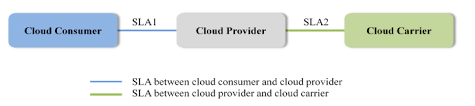 SLA1 SLA2
Cloud Consumer Cloud Provider Cloud Carrier
SLA between cloud consumer and cloud provider
SLA between cloud provider and cloud carrier